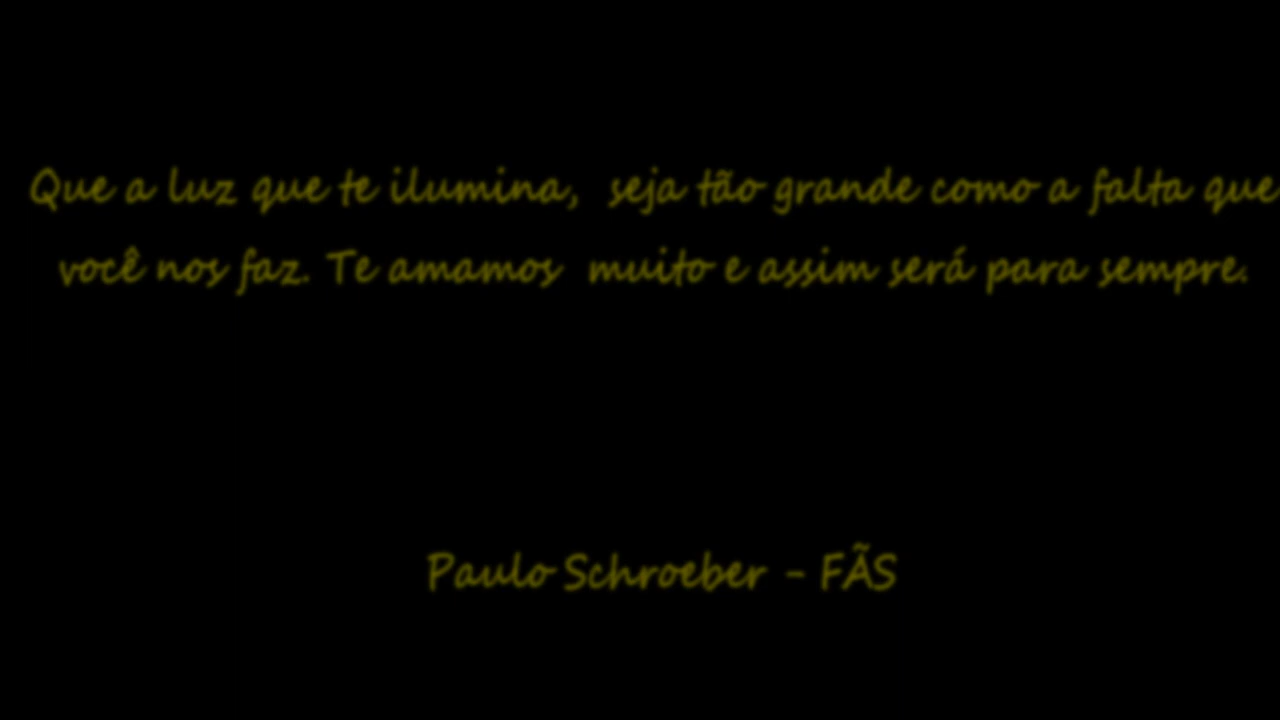 Que a luz que te ilumina, seja tão grande como a falta que
você nos faz. Te amamos muito e assim será para sempre.
Paulo Schroeber - FÃS